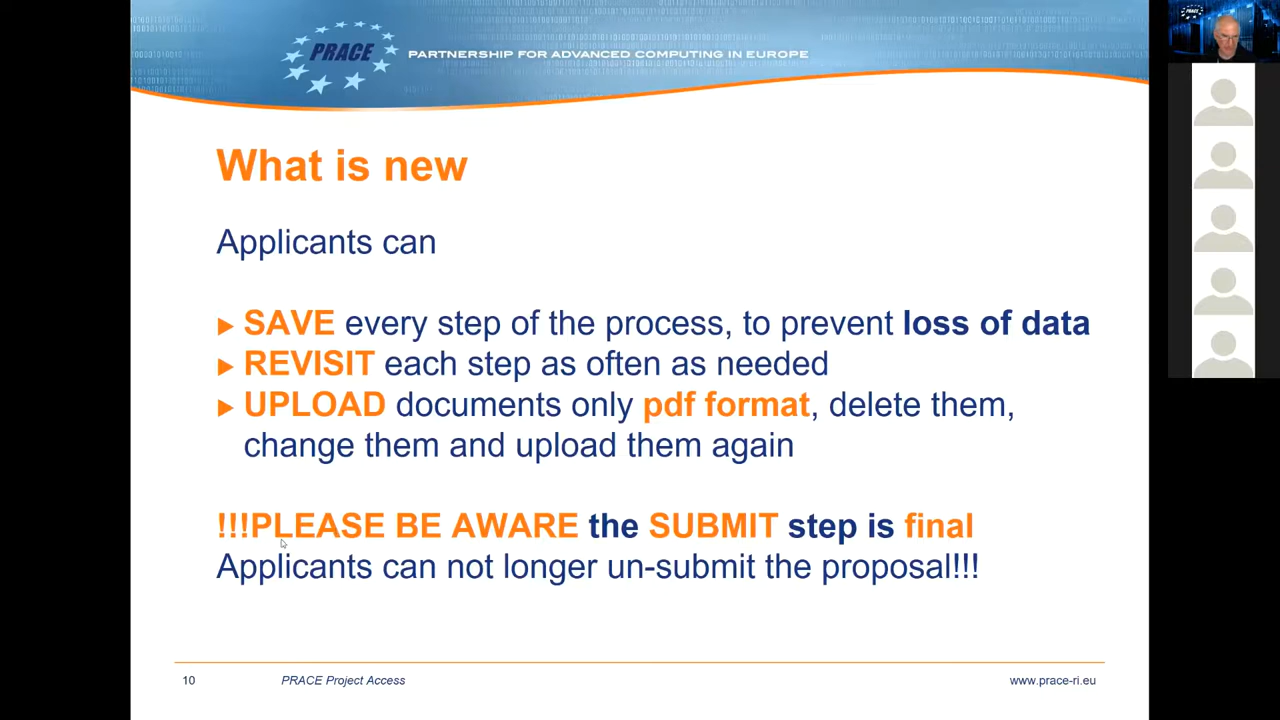 PRACE
PARTNERSHIP FOR ADVANCED COMPUTING IN EUROPE
What is new
Applicants can
SAVE every step of the process, to prevent loss of data
REVISIT each step as often as needed
UPLOAD documents only pdf format, delete them,
change them and upload them again
!!!PLEASE BE AWARE the SUBMIT step is final
Applicants can not longer un-submit the proposal!!!
10
PRACE Project Access
www.prace-ri.eu